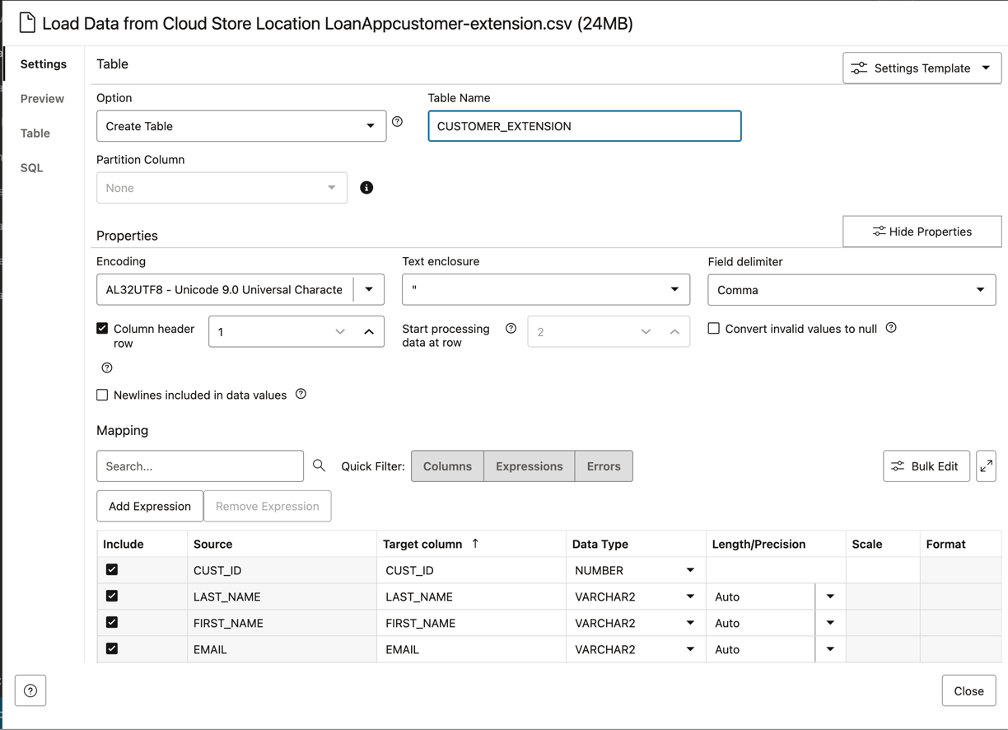 Load Data from Cloud Store Location LoanAppcustomer-extension.csv (24MB)
Settings
Preview
Table
SQL
Table
Settings Template
Option
Table Name
Create Table
CUSTOMER_EXTENSION
Partition Column
None
Properties
Hide Properties
Encoding
Text enclosure
Field delimiter
AL32UTF8 - Unicode 9.0 Universal Characte
"
Comma
Column header row
1
Start processing data at row
2
Convert invalid values to null
Newlines included in data values
Mapping
Search...
Quick Filter:
Columns
Expressions
Errors
Bulk Edit
Add Expression
Remove Expression
Include Source Target column ↑ Data Type Length/Precision Scale Format
CUST_ID CUST_ID NUMBER
LAST_NAME LAST_NAME VARCHAR2 Auto
FIRST_NAME FIRST_NAME VARCHAR2 Auto
EMAIL EMAIL VARCHAR2 Auto
Close